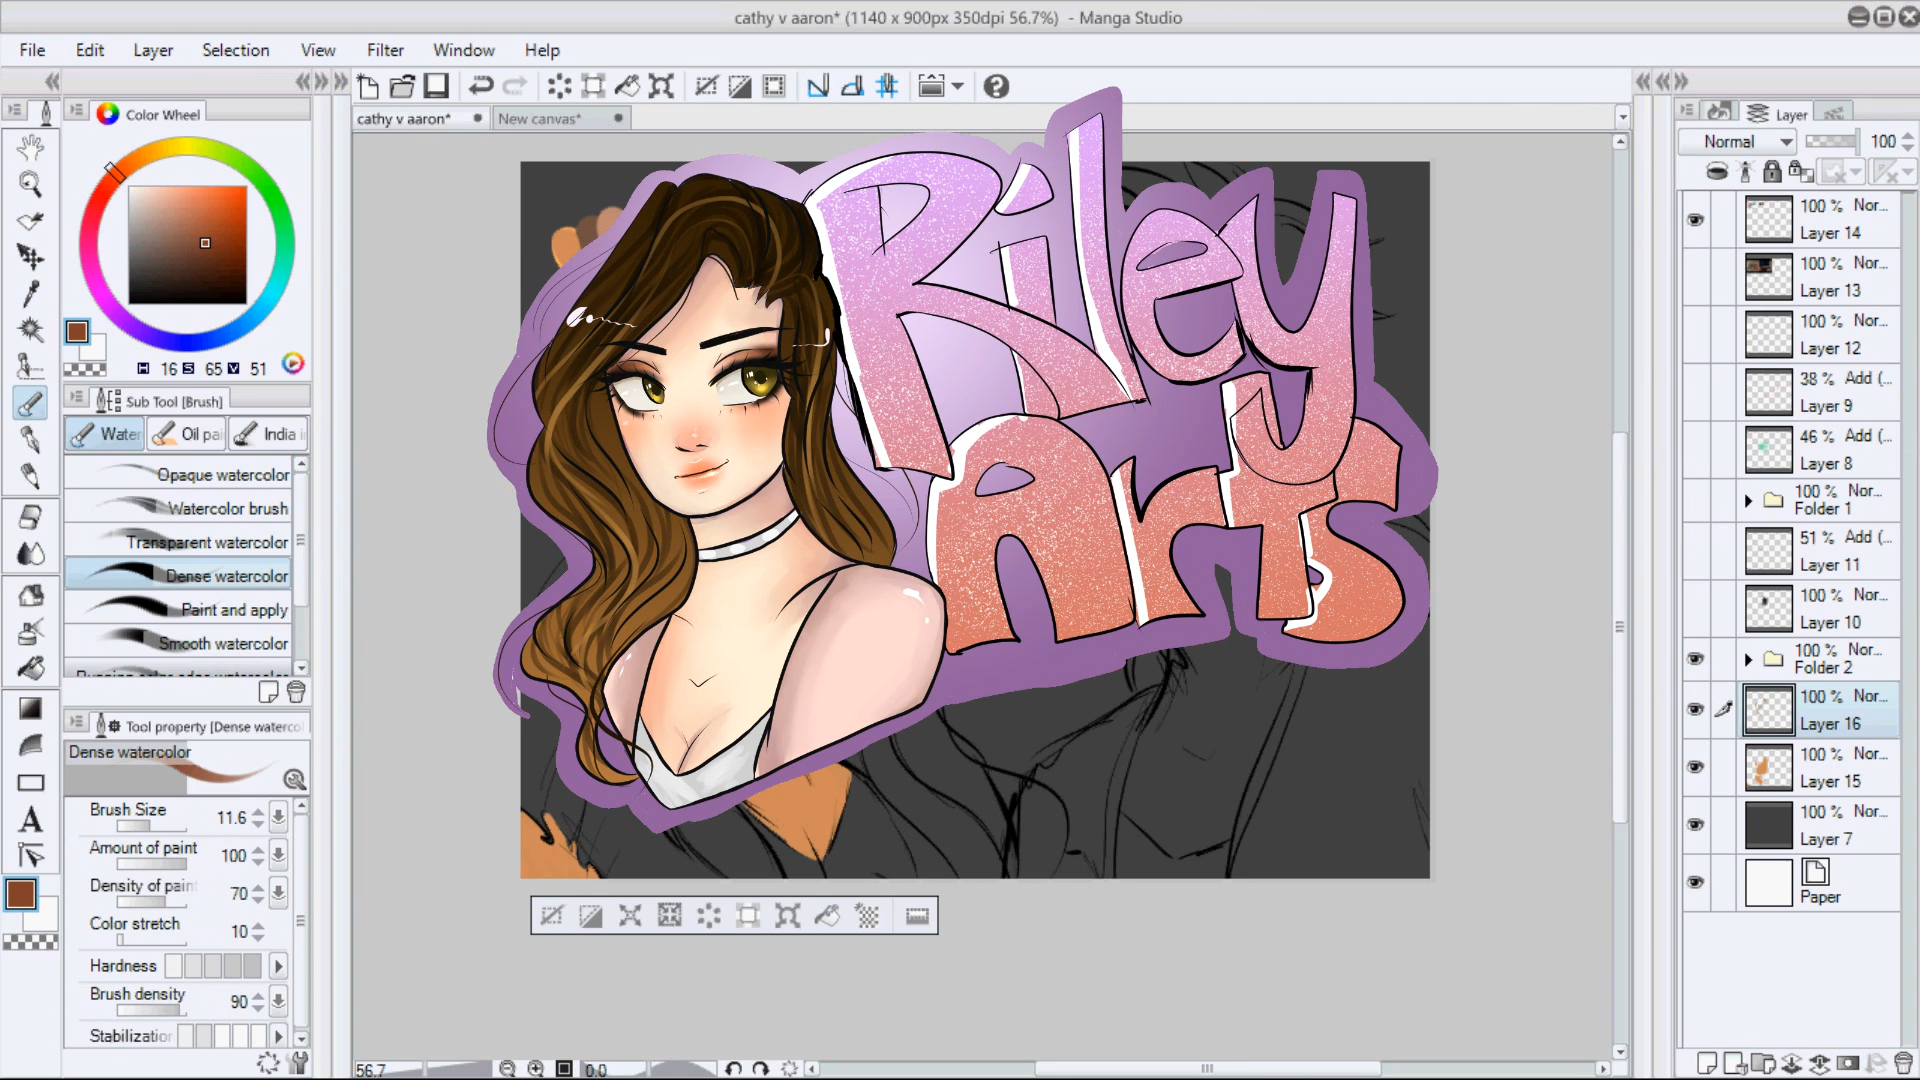 cathy v aaron* (1140 x 900px 350dpi 56.7%) - Manga Studio
File Edit Layer Selection View Filter Window Help
cathy v aaron*
New canvas*
Color Wheel
H 16 S 65 V 51
Sub Tool [Brush]
Water Oil pai India i
Opaque watercolor
Watercolor brush
Transparent watercolor
Dense watercolor
Paint and apply
Smooth watercolor
Tool property [Dense waterco
Dense watercolor
Brush Size 11.6
Amount of paint 100
Density of paint 70
Color stretch 10
Hardness
Brush density 90
Stabilization
Riley
Arts
56.7
0.0
Layer
Normal 100
100 % Nor...
Layer 14
100 % Nor...
Layer 13
100 % Nor...
Layer 12
38 % Add (...
Layer 9
46 % Add (...
Layer 8
100 % Nor...
Folder 1
51 % Add (...
Layer 11
100 % Nor...
Layer 10
100 % Nor...
Folder 2
100 % Nor...
Layer 16
100 % Nor...
Layer 15
100 % Nor...
Layer 7
Paper